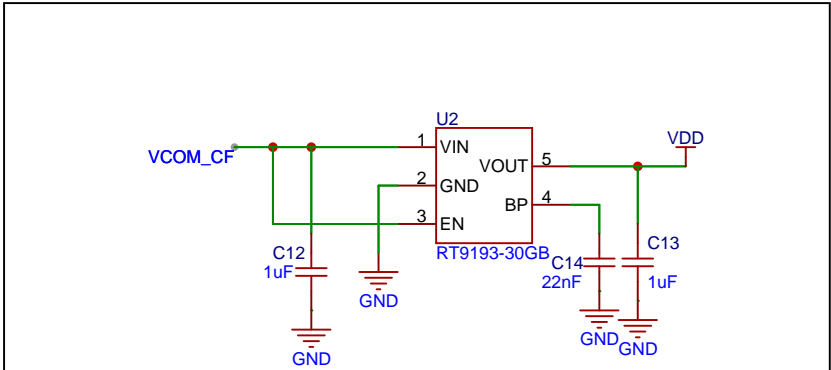 U2
VCOM_CF
1
VIN
VDD
VOUT
5
2
GND
BP
4
3
EN
RT9193-30GB
C12
1uF
C14
22nF
C13
1uF
GND
GND
GND
GND